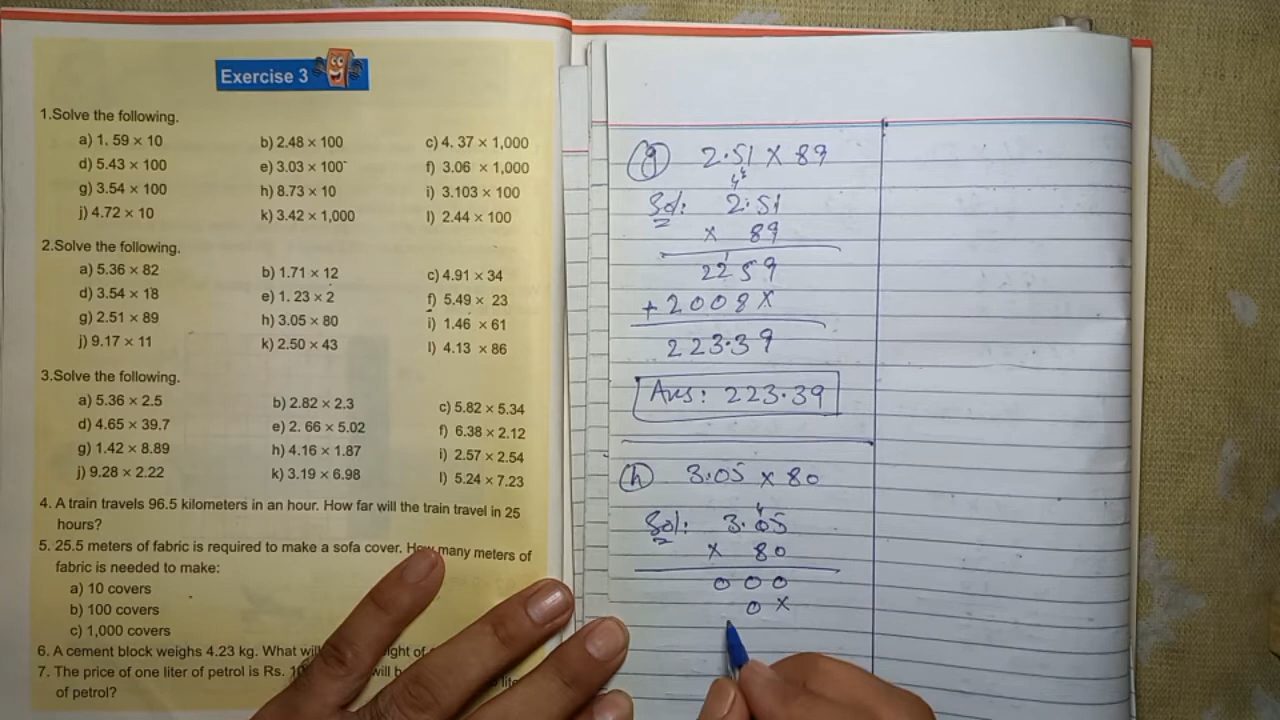 Exercise 3
1.Solve the following.
a) 1. 59 × 10 b) 2.48 × 100 c) 4. 37 × 1,000
d) 5.43 × 100 e) 3.03 × 100 f) 3.06 × 1,000
g) 3.54 × 100 h) 8.73 × 10 i) 3.103 × 100
j) 4.72 × 10 k) 3.42 × 1,000 l) 2.44 × 100
2.Solve the following.
a) 5.36 × 82 b) 1.71 × 12 c) 4.91 × 34
d) 3.54 × 18 e) 1. 23 × 2 f) 5.49 × 23
g) 2.51 × 89 h) 3.05 × 80 i) 1.46 × 61
j) 9.17 × 11 k) 2.50 × 43 l) 4.13 × 86
3.Solve the following.
a) 5.36 × 2.5 b) 2.82 × 2.3 c) 5.82 × 5.34
d) 4.65 × 39.7 e) 2. 66 × 5.02 f) 6.38 × 2.12
g) 1.42 × 8.89 h) 4.16 × 1.87 i) 2.57 × 2.54
j) 9.28 × 2.22 k) 3.19 × 6.98 l) 5.24 × 7.23
4. A train travels 96.5 kilometers in an hour. How far will the train travel in 25
hours?
5. 25.5 meters of fabric is required to make a sofa cover. How many meters of
fabric is needed to make:
a) 10 covers
b) 100 covers
c) 1,000 covers
6. A cement block weighs 4.23 kg. What
7. The price of one liter of petrol is Rs.
of petrol?
g 2.51 × 89
Sol: 2.51
× 89
2259
+ 2008×
223.39
Ans: 223.39
h 3.05 × 80
4
Sol: 3.05
× 80
000
0×